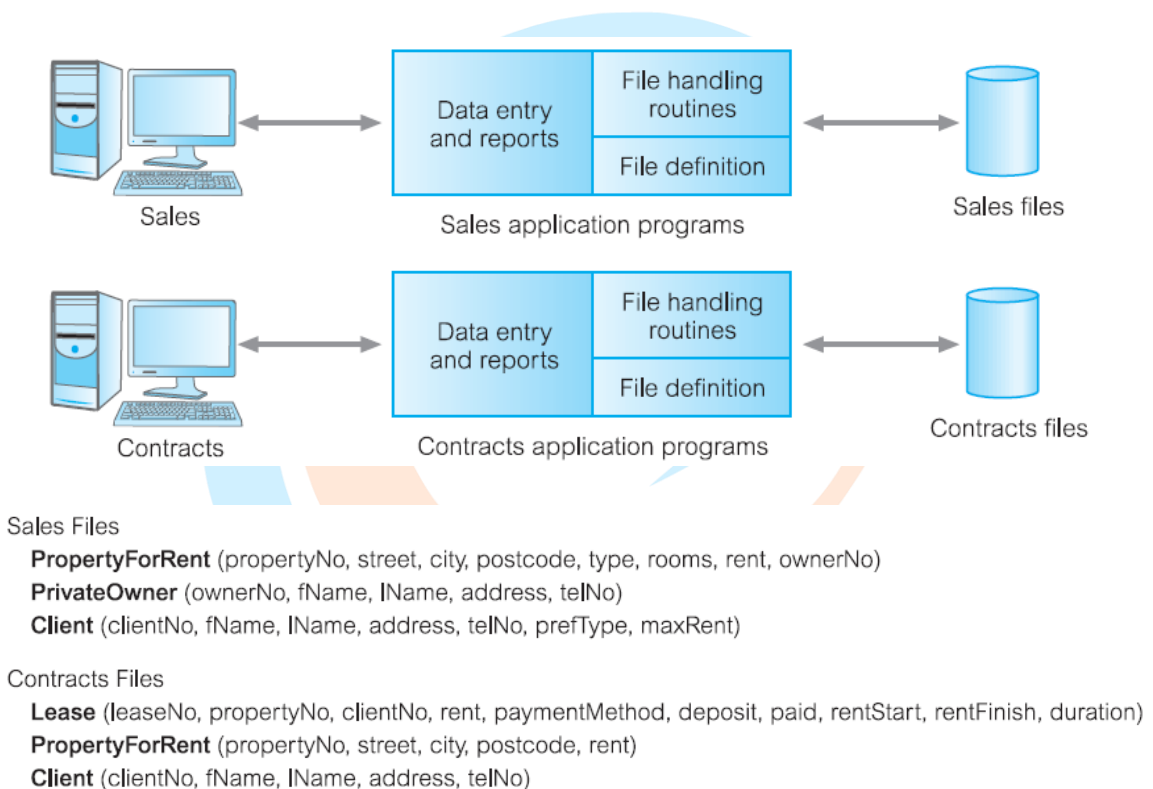 Data entry
and reports
File handling
routines
File definition
Sales
Sales application programs
Sales files
Data entry
and reports
File handling
routines
File definition
Contracts
Contracts application programs
Contracts files
Sales Files
PropertyForRent (propertyNo, street, city, postcode, type, rooms, rent, ownerNo)
PrivateOwner (ownerNo, fName, lName, address, telNo)
Client (clientNo, fName, lName, address, telNo, prefType, maxRent)
Contracts Files
Lease (leaseNo, propertyNo, clientNo, rent, paymentMethod, deposit, paid, rentStart, rentFinish, duration)
PropertyForRent (propertyNo, street, city, postcode, rent)
Client (clientNo, fName, lName, address, telNo)